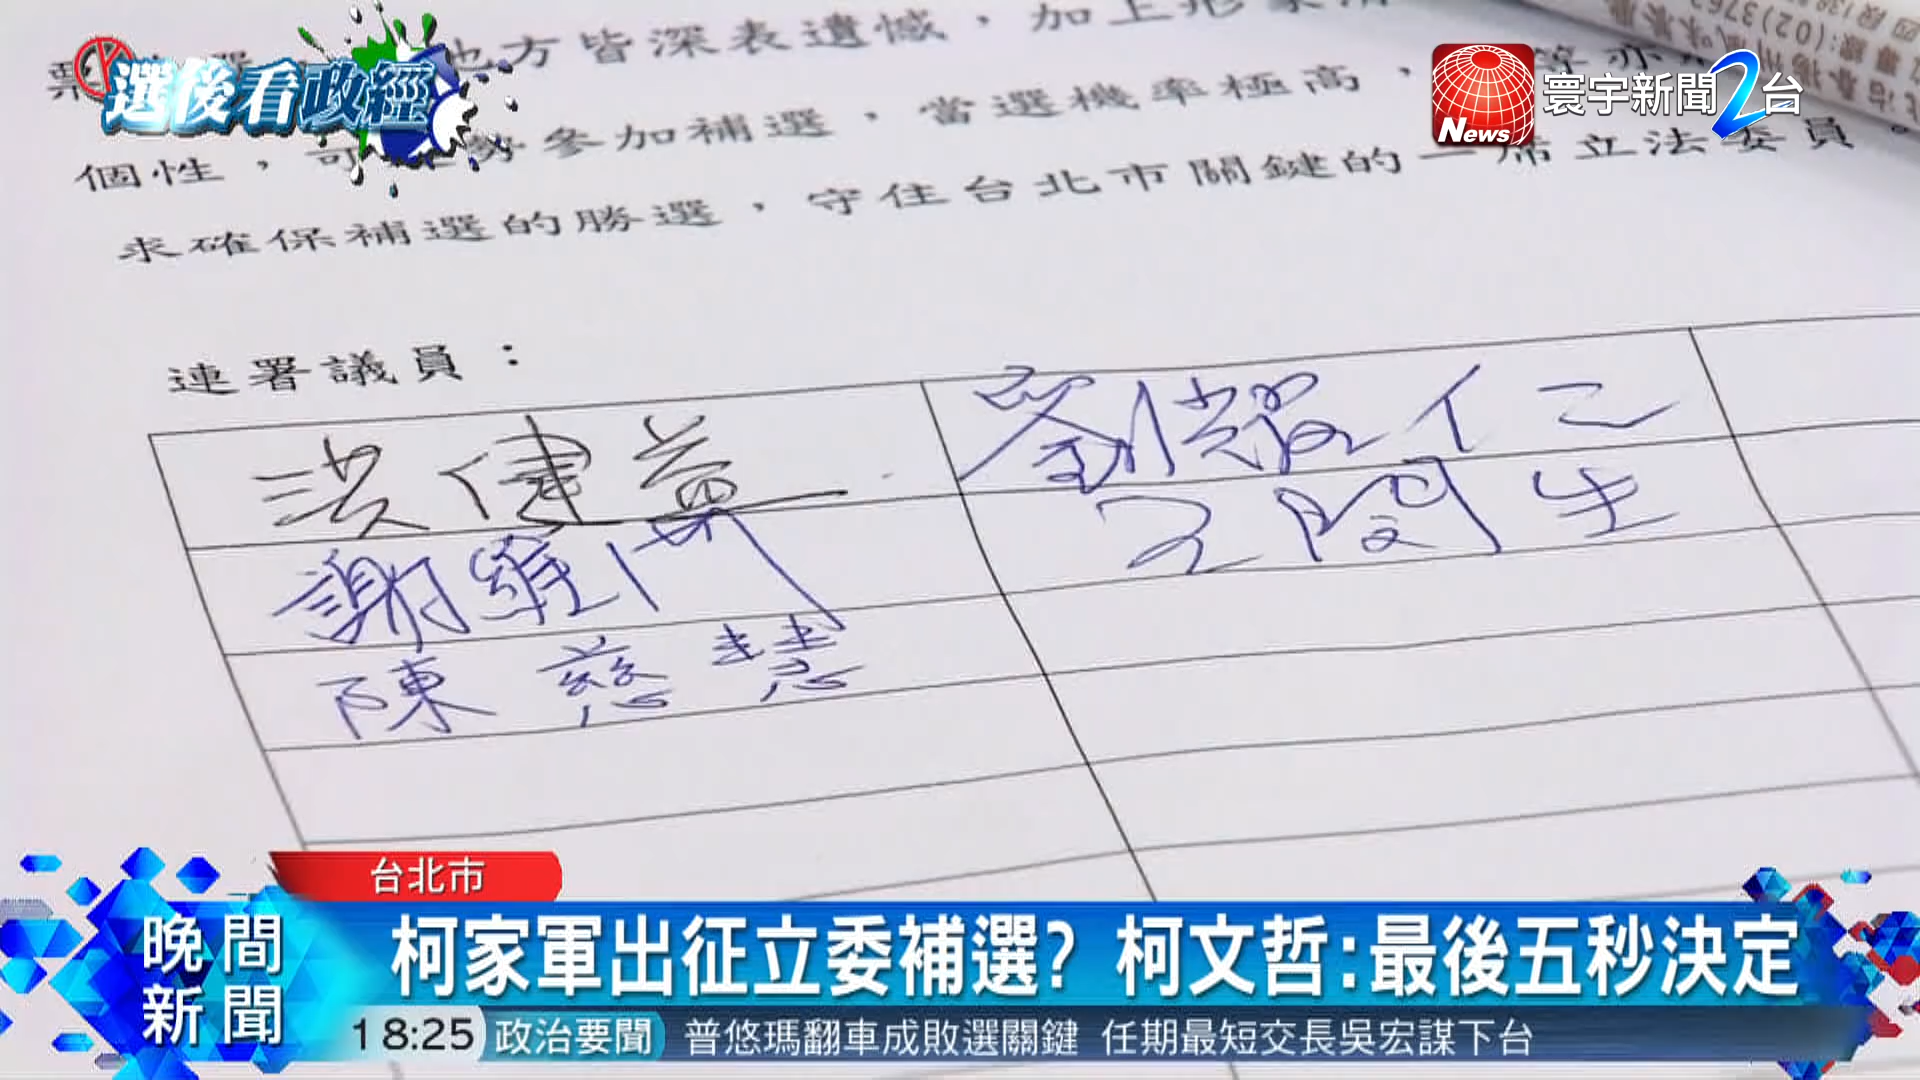 選後看政經
News 寰宇新聞2台
地方皆深表遺憾，加上形象清
個性，可 參加補選，當選機率極高，
求確保補選的勝選，守住台北市關鍵的一席立法委員。
連署議員：
洪健益 劉耀仁
謝維洲 王閔生
陳慈慧
台北市
晚間新聞
柯家軍出征立委補選? 柯文哲:最後五秒決定
18:25 政治要聞 普悠瑪翻車成敗選關鍵 任期最短交長吳宏謀下台